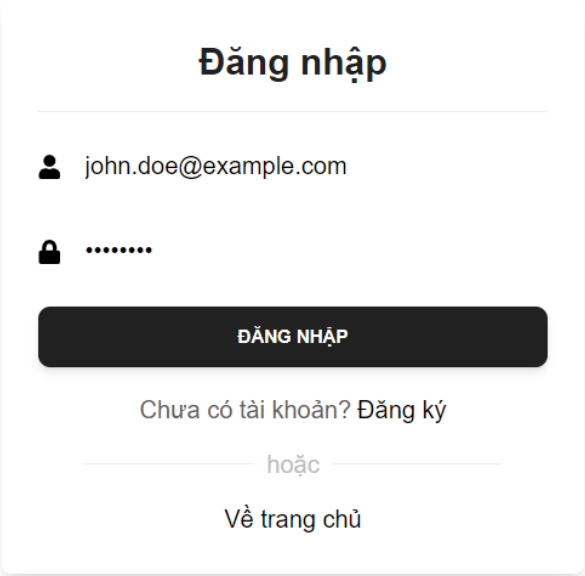 Đăng nhập
john.doe@example.com
••••••••
ĐĂNG NHẬP
Chưa có tài khoản? Đăng ký
hoặc
Về trang chủ